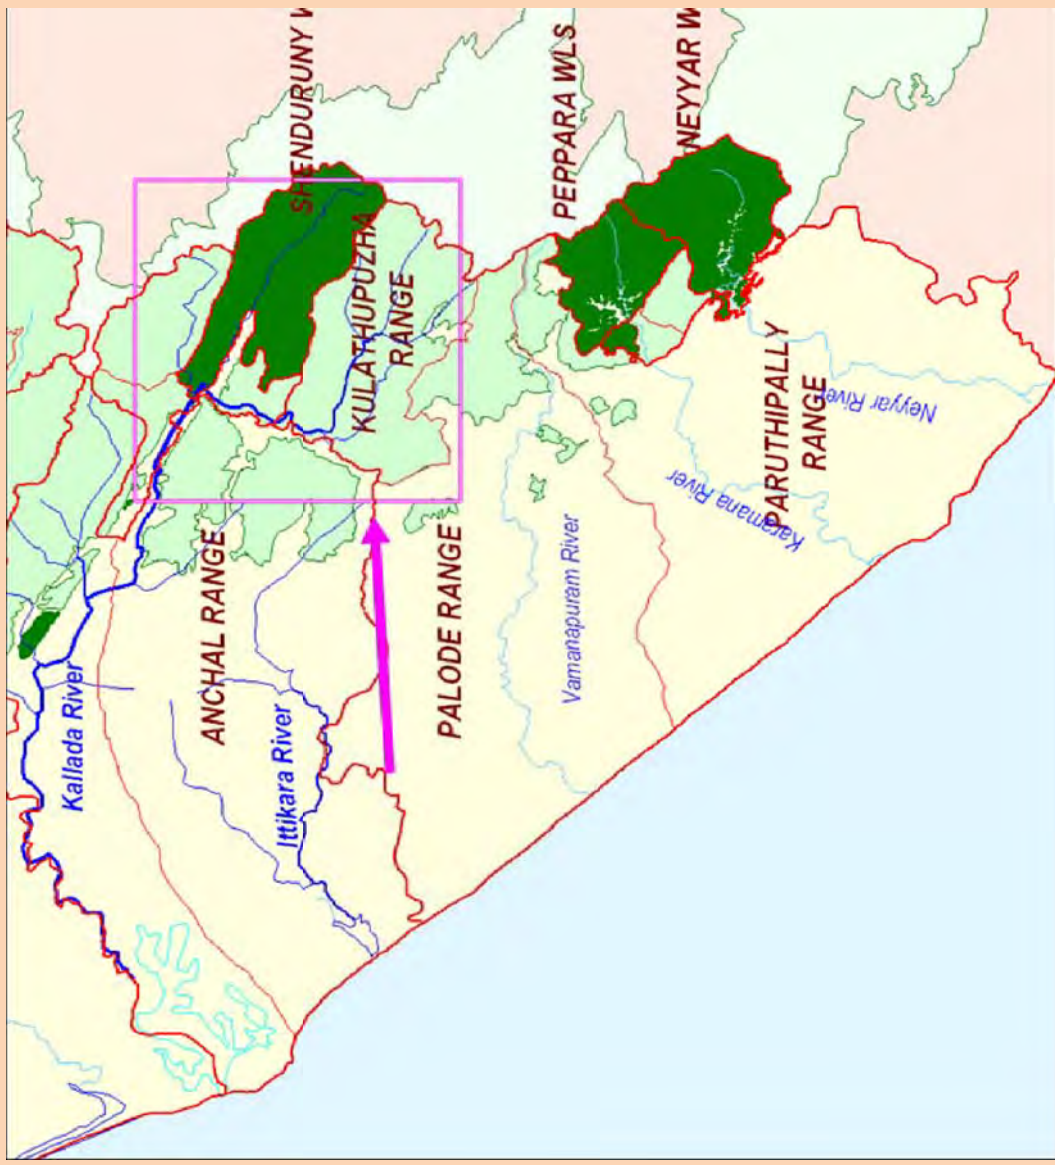 SHENDURUNY W
PEPPARA WLS
NEYYAR W
KULATHUPUZHA
RANGE
PARUTHIPALLY
RANGE
Neyyar River
Karamana River
ANCHAL RANGE
PALODE RANGE
Vamanapuram River
Kallada River
Ittikara River